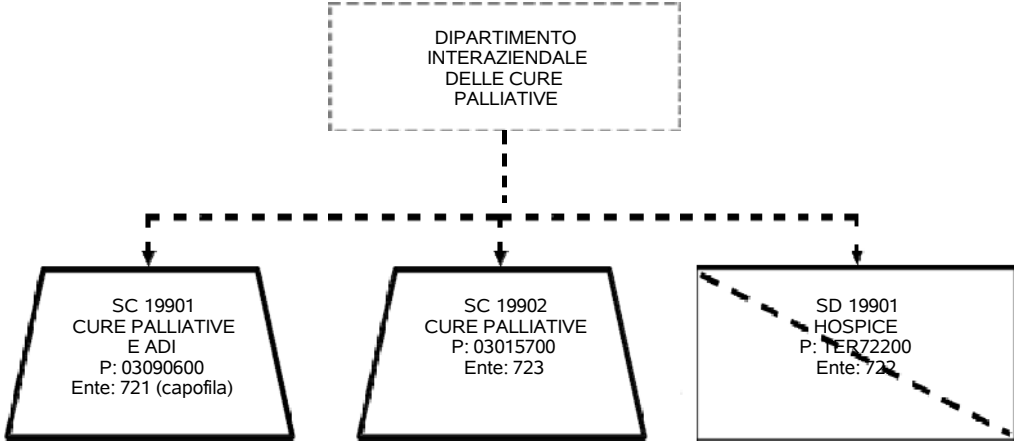 DIPARTIMENTO
INTERAZIENDALE
DELLE CURE
PALLIATIVE
SC 19901
CURE PALLIATIVE
E ADI
P: 03090600
Ente: 721 (capofila)
SC 19902
CURE PALLIATIVE
P: 03015700
Ente: 723
SD 19901
HOSPICE
P: TER72200
Ente: 722